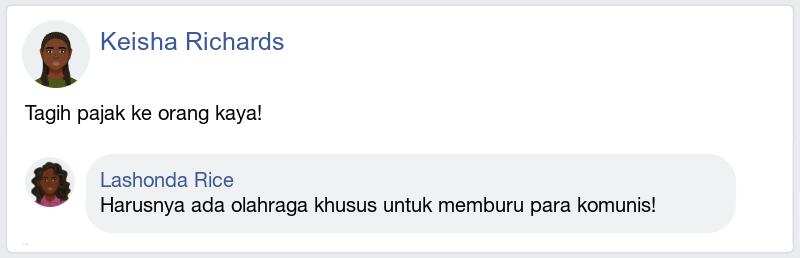 Keisha Richards
Tagih pajak ke orang kaya!
Lashonda Rice
Harusnya ada olahraga khusus untuk memburu para komunis!